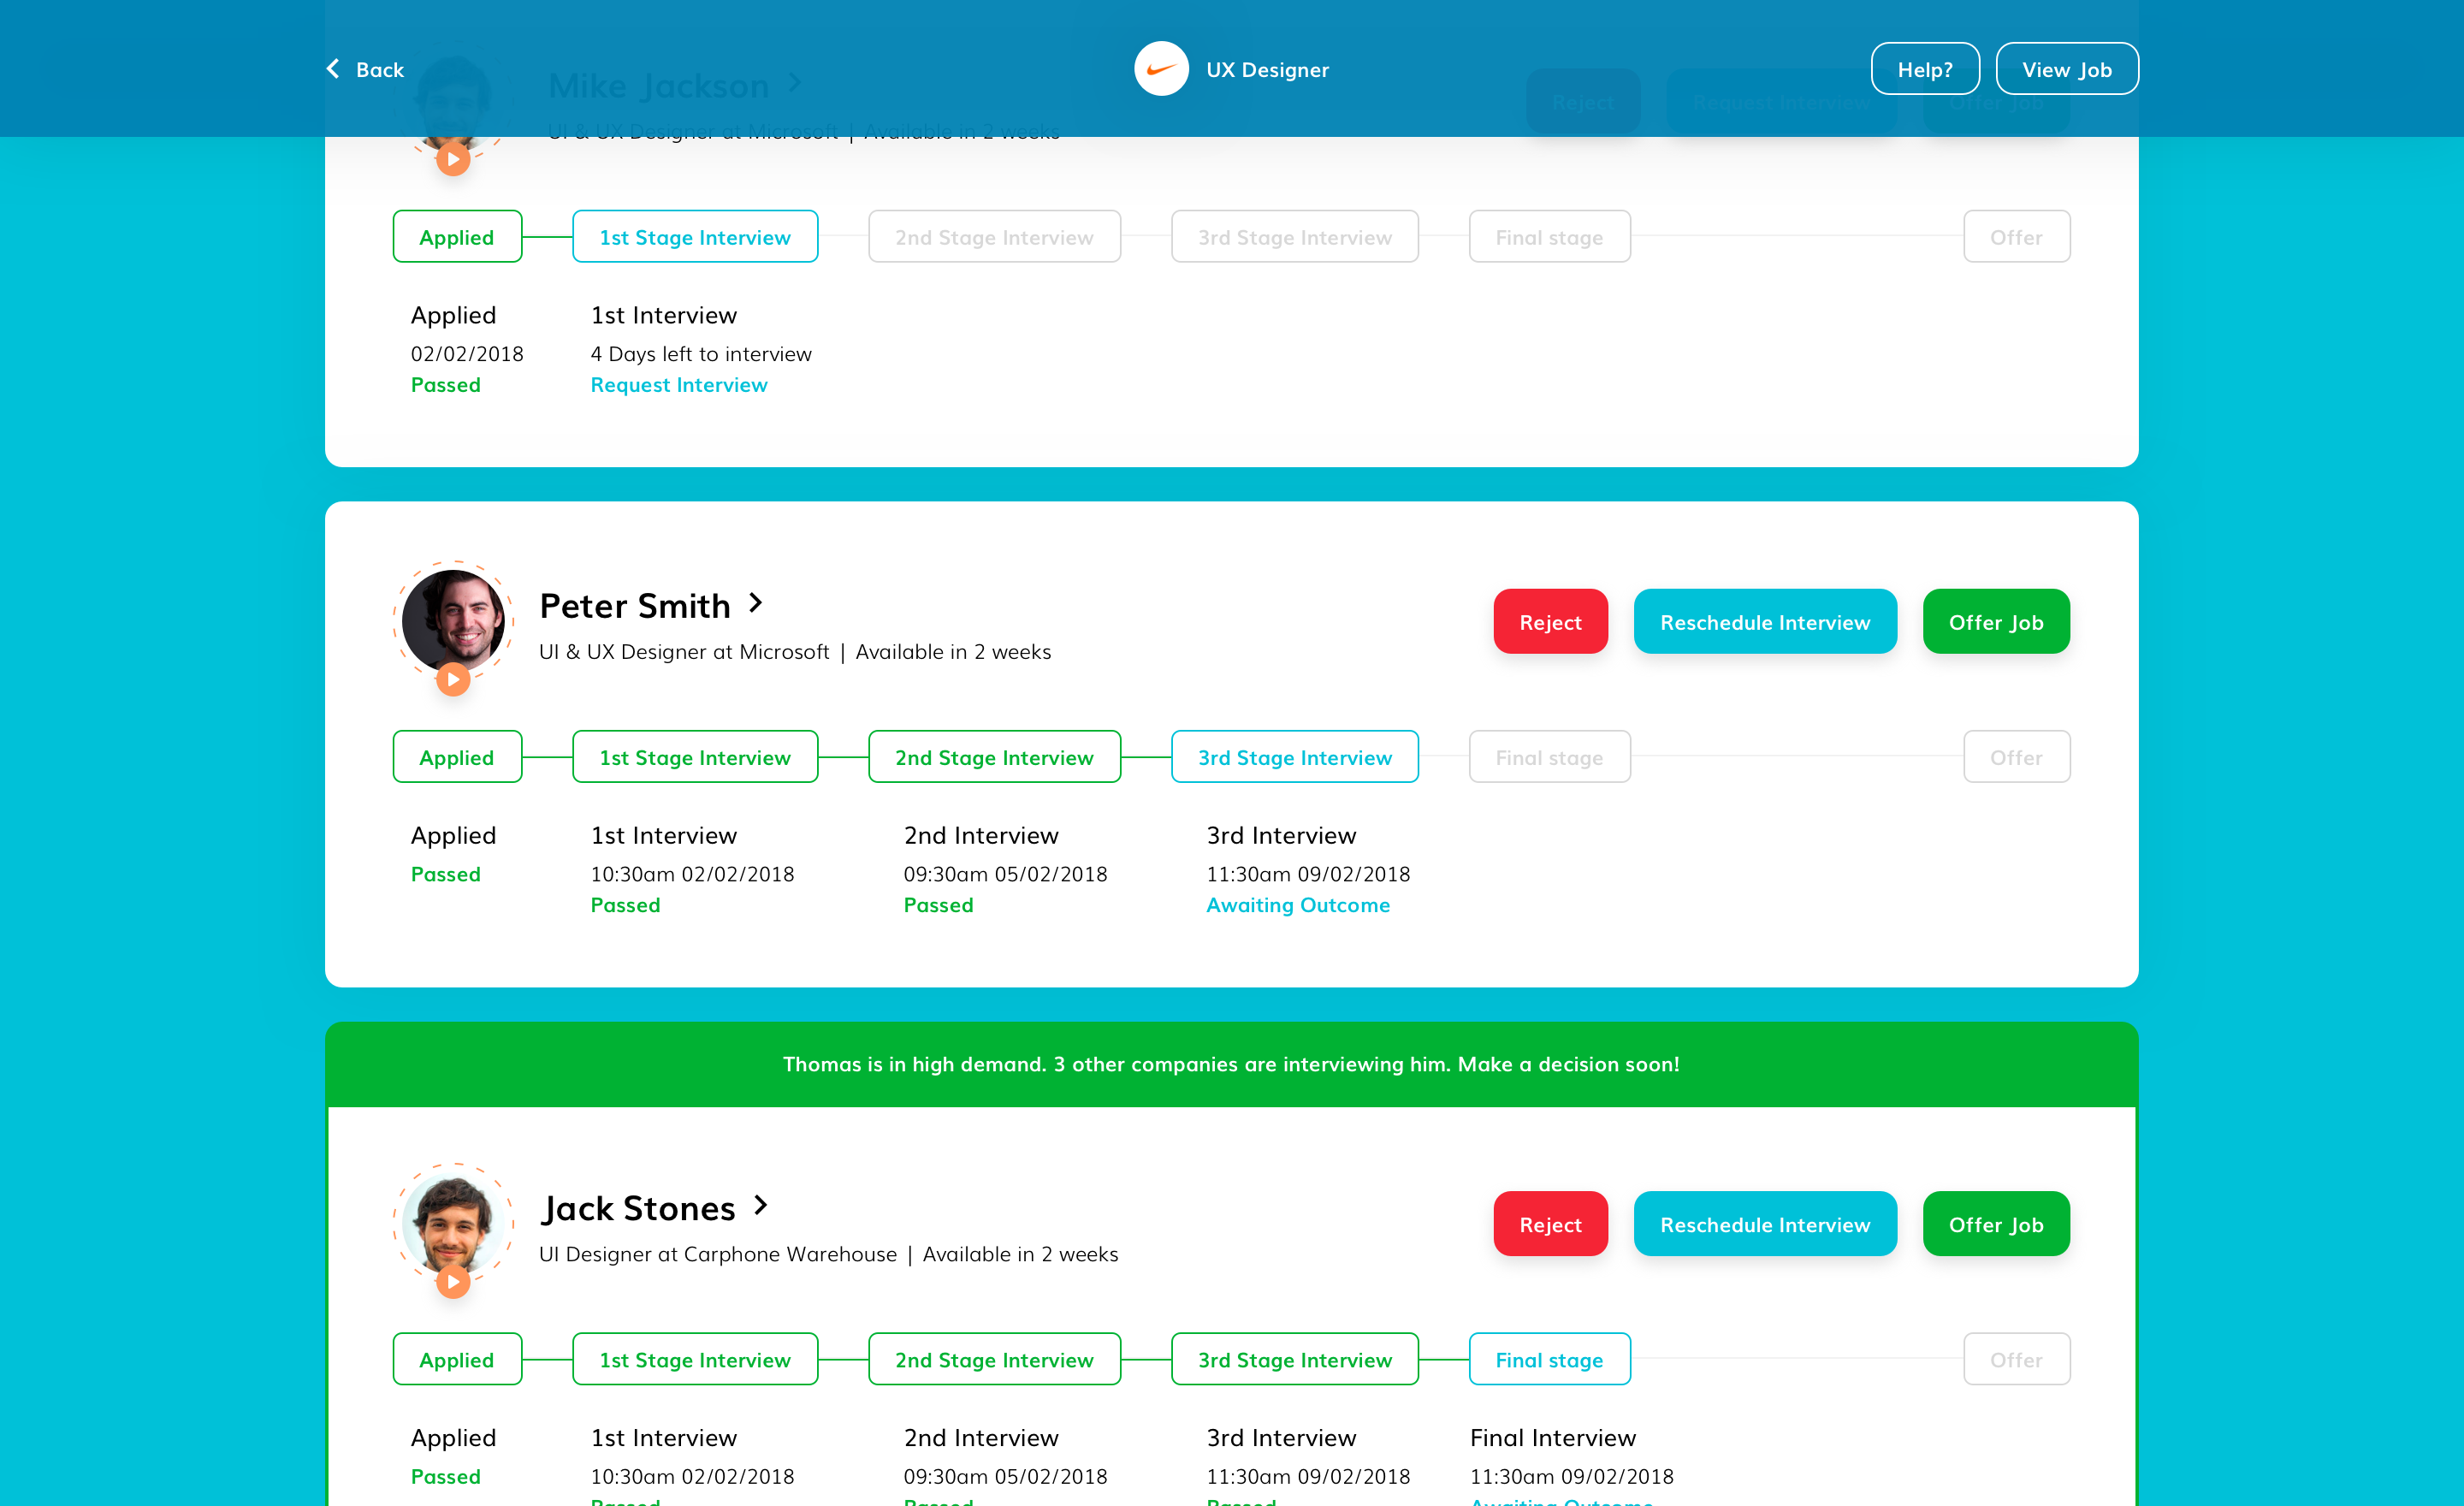 Back
UX Designer
Help?
View Job
Mike Jackson
Reject
Request Interview
Offer Job
UI & UX Designer at Microsoft | Available in 2 weeks
Applied
1st Stage Interview
2nd Stage Interview
3rd Stage Interview
Final stage
Offer
Applied
02/02/2018
Passed
1st Interview
4 Days left to interview
Request Interview
Peter Smith
UI & UX Designer at Microsoft | Available in 2 weeks
Reject
Reschedule Interview
Offer Job
Applied
1st Stage Interview
2nd Stage Interview
3rd Stage Interview
Final stage
Offer
Applied
Passed
1st Interview
10:30am 02/02/2018
Passed
2nd Interview
09:30am 05/02/2018
Passed
3rd Interview
11:30am 09/02/2018
Awaiting Outcome
Thomas is in high demand. 3 other companies are interviewing him. Make a decision soon!
Jack Stones
UI Designer at Carphone Warehouse | Available in 2 weeks
Reject
Reschedule Interview
Offer Job
Applied
1st Stage Interview
2nd Stage Interview
3rd Stage Interview
Final stage
Offer
Applied
Passed
1st Interview
10:30am 02/02/2018
Passed
2nd Interview
09:30am 05/02/2018
Passed
3rd Interview
11:30am 09/02/2018
Passed
Final Interview
11:30am 09/02/2018
Awaiting Outcome